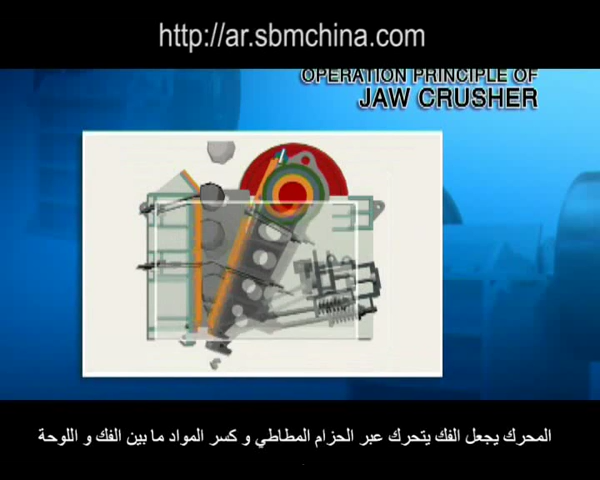 http://ar.sbmchina.com
OPERATION PRINCIPLE OF
JAW CRUSHER
المحرك يجعل الفك يتحرك عبر الحزام المطاطي و كسر المواد ما بين الفك و اللوحة